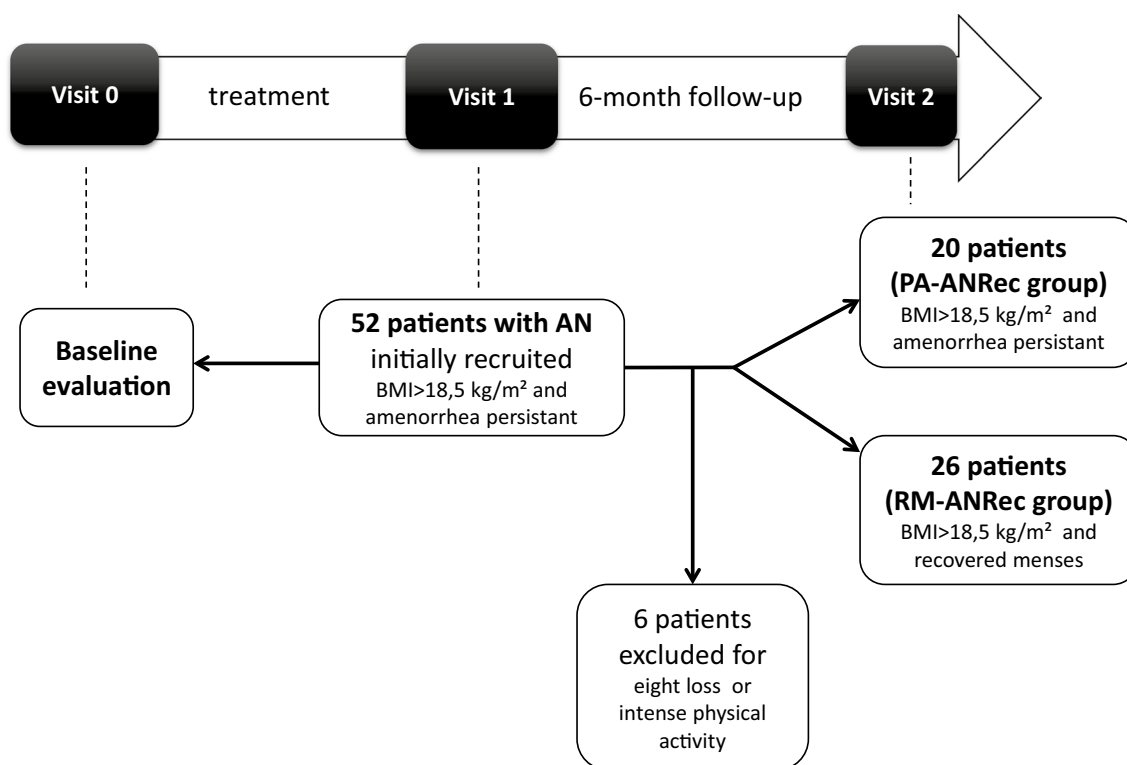 Visit 0
treatment
Visit 1
6-month follow-up
Visit 2
Baseline
evaluation
52 patients with AN
initially recruited
BMI>18,5 kg/m² and
amenorrhea persistant
20 patients
(PA-ANRec group)
BMI>18,5 kg/m² and
amenorrhea persistant
26 patients
(RM-ANRec group)
BMI>18,5 kg/m² and
recovered menses
6 patients
excluded for
eight loss or
intense physical
activity